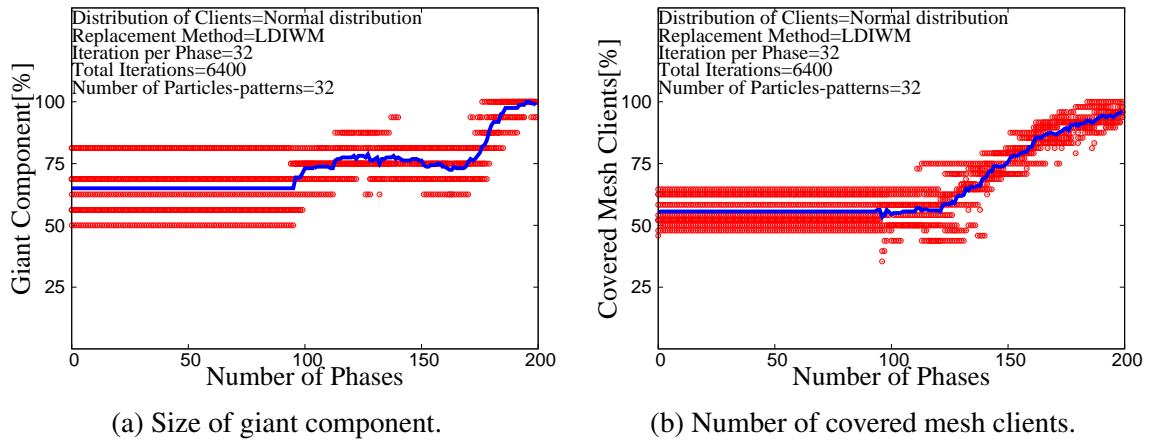 Distribution of Clients=Normal distribution
Replacement Method=LDIWM
Iteration per Phase=32
Total Iterations=6400
Number of Particles-patterns=32
Giant Component[%]
100
75
50
25
0
50
100
150
200
Number of Phases
(a) Size of giant component.
Distribution of Clients=Normal distribution
Replacement Method=LDIWM
Iteration per Phase=32
Total Iterations=6400
Number of Particles-patterns=32
Covered Mesh Clients[%]
100
75
50
25
0
50
100
150
200
Number of Phases
(b) Number of covered mesh clients.